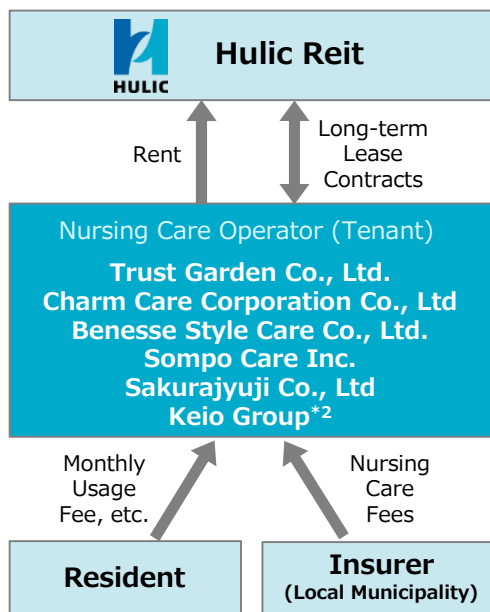 HULIC
Hulic Reit
Rent
Long-term
Lease
Contracts
Nursing Care Operator (Tenant)
Trust Garden Co., Ltd.
Charm Care Corporation Co., Ltd
Benesse Style Care Co., Ltd.
Sompo Care Inc.
Sakurajyuji Co., Ltd
Keio Group*2
Monthly
Usage
Fee, etc.
Nursing
Care
Fees
Resident
Insurer
(Local Municipality)